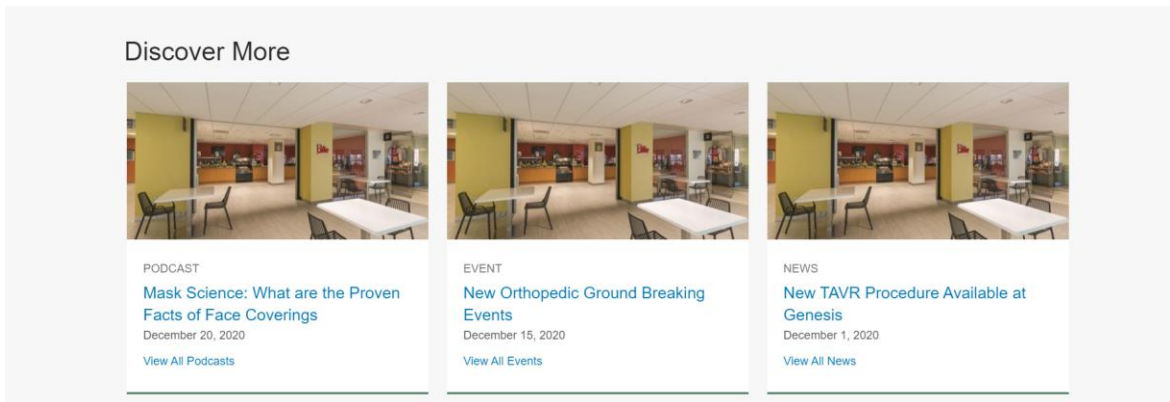 Discover More
PODCAST
Mask Science: What are the Proven
Facts of Face Coverings
December 20, 2020
View All Podcasts
EVENT
New Orthopedic Ground Breaking
Events
December 15, 2020
View All Events
NEWS
New TAVR Procedure Available at
Genesis
December 1, 2020
View All News